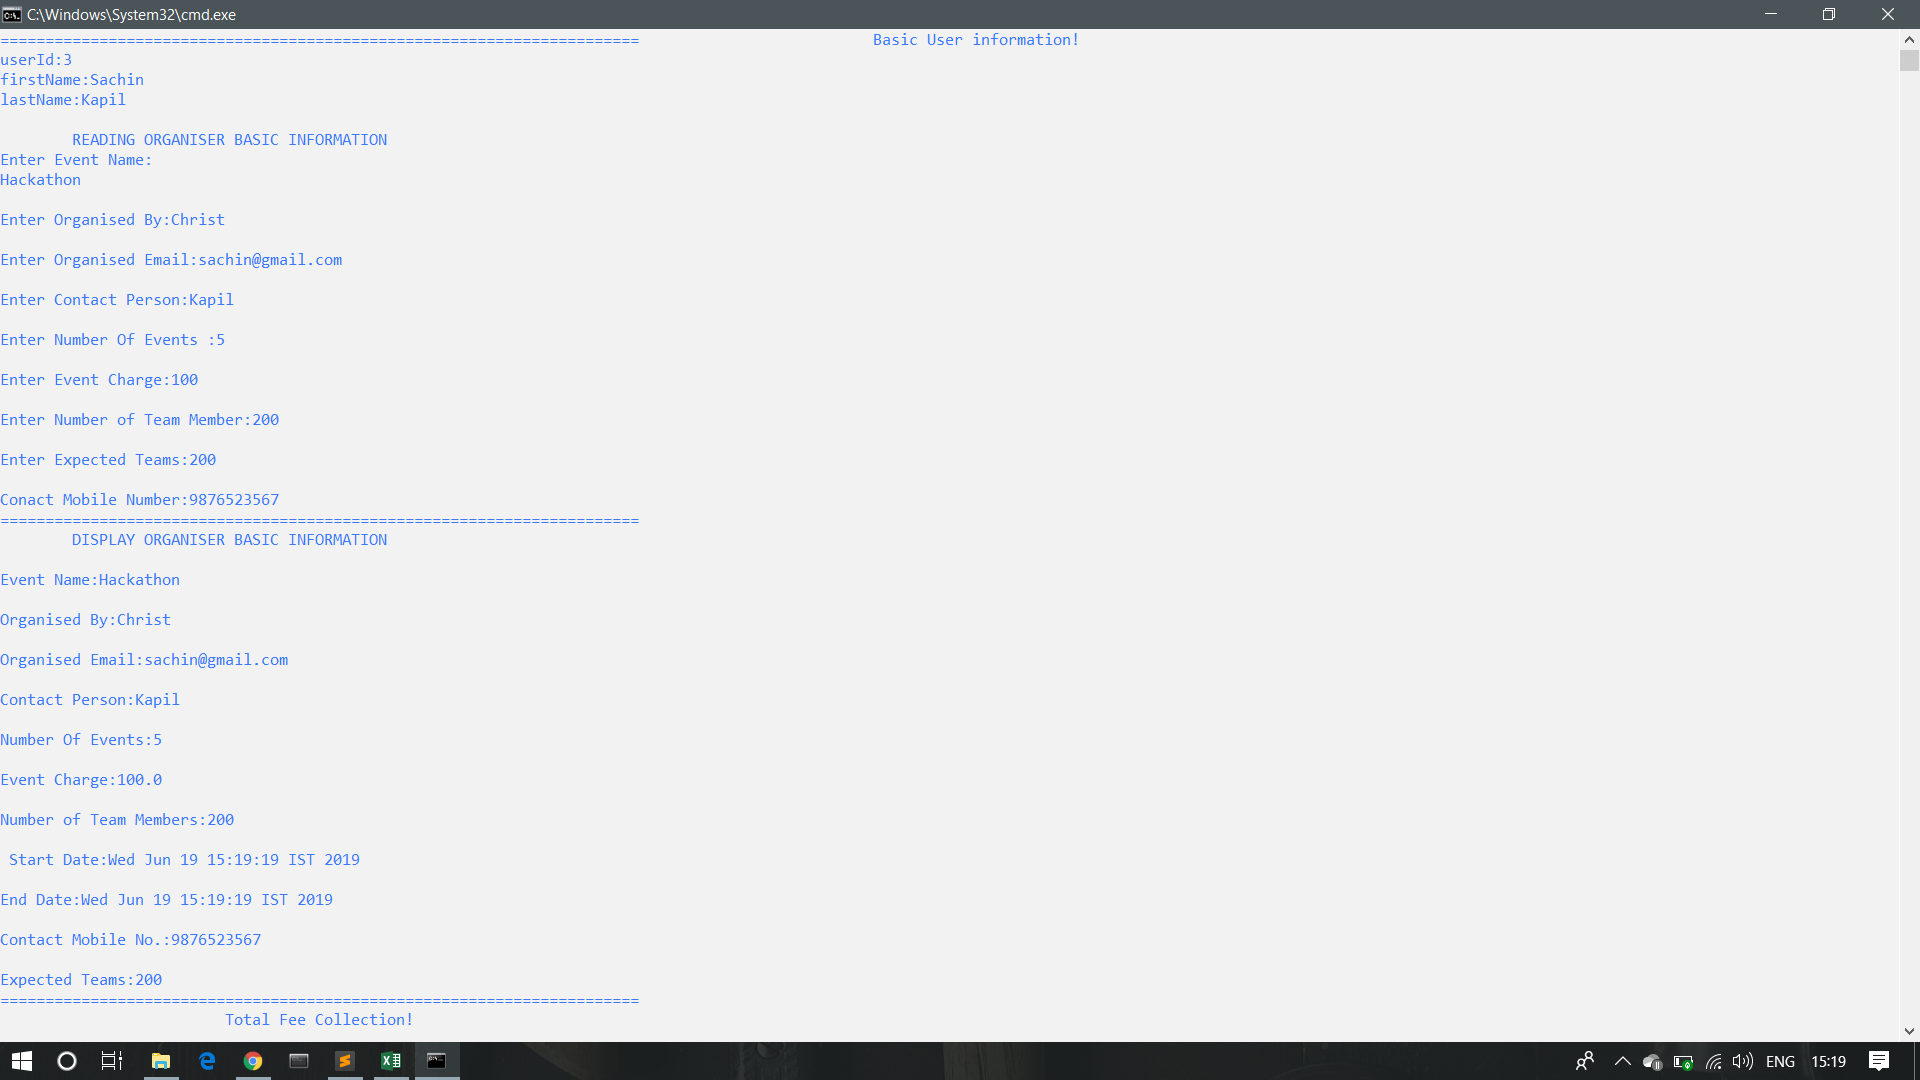 C:\Windows\System32\cmd.exe
======================================================================= Basic User information!
userId:3
firstName:Sachin
lastName:Kapil
READING ORGANISER BASIC INFORMATION
Enter Event Name:
Hackathon
Enter Organised By:Christ
Enter Organised Email:sachin@gmail.com
Enter Contact Person:Kapil
Enter Number Of Events :5
Enter Event Charge:100
Enter Number of Team Member:200
Enter Expected Teams:200
Conact Mobile Number:9876523567
=======================================================================
DISPLAY ORGANISER BASIC INFORMATION
Event Name:Hackathon
Organised By:Christ
Organised Email:sachin@gmail.com
Contact Person:Kapil
Number Of Events:5
Event Charge:100.0
Number of Team Members:200
Start Date:Wed Jun 19 15:19:19 IST 2019
End Date:Wed Jun 19 15:19:19 IST 2019
Contact Mobile No.:9876523567
Expected Teams:200
=======================================================================
Total Fee Collection!
ENG 15:19